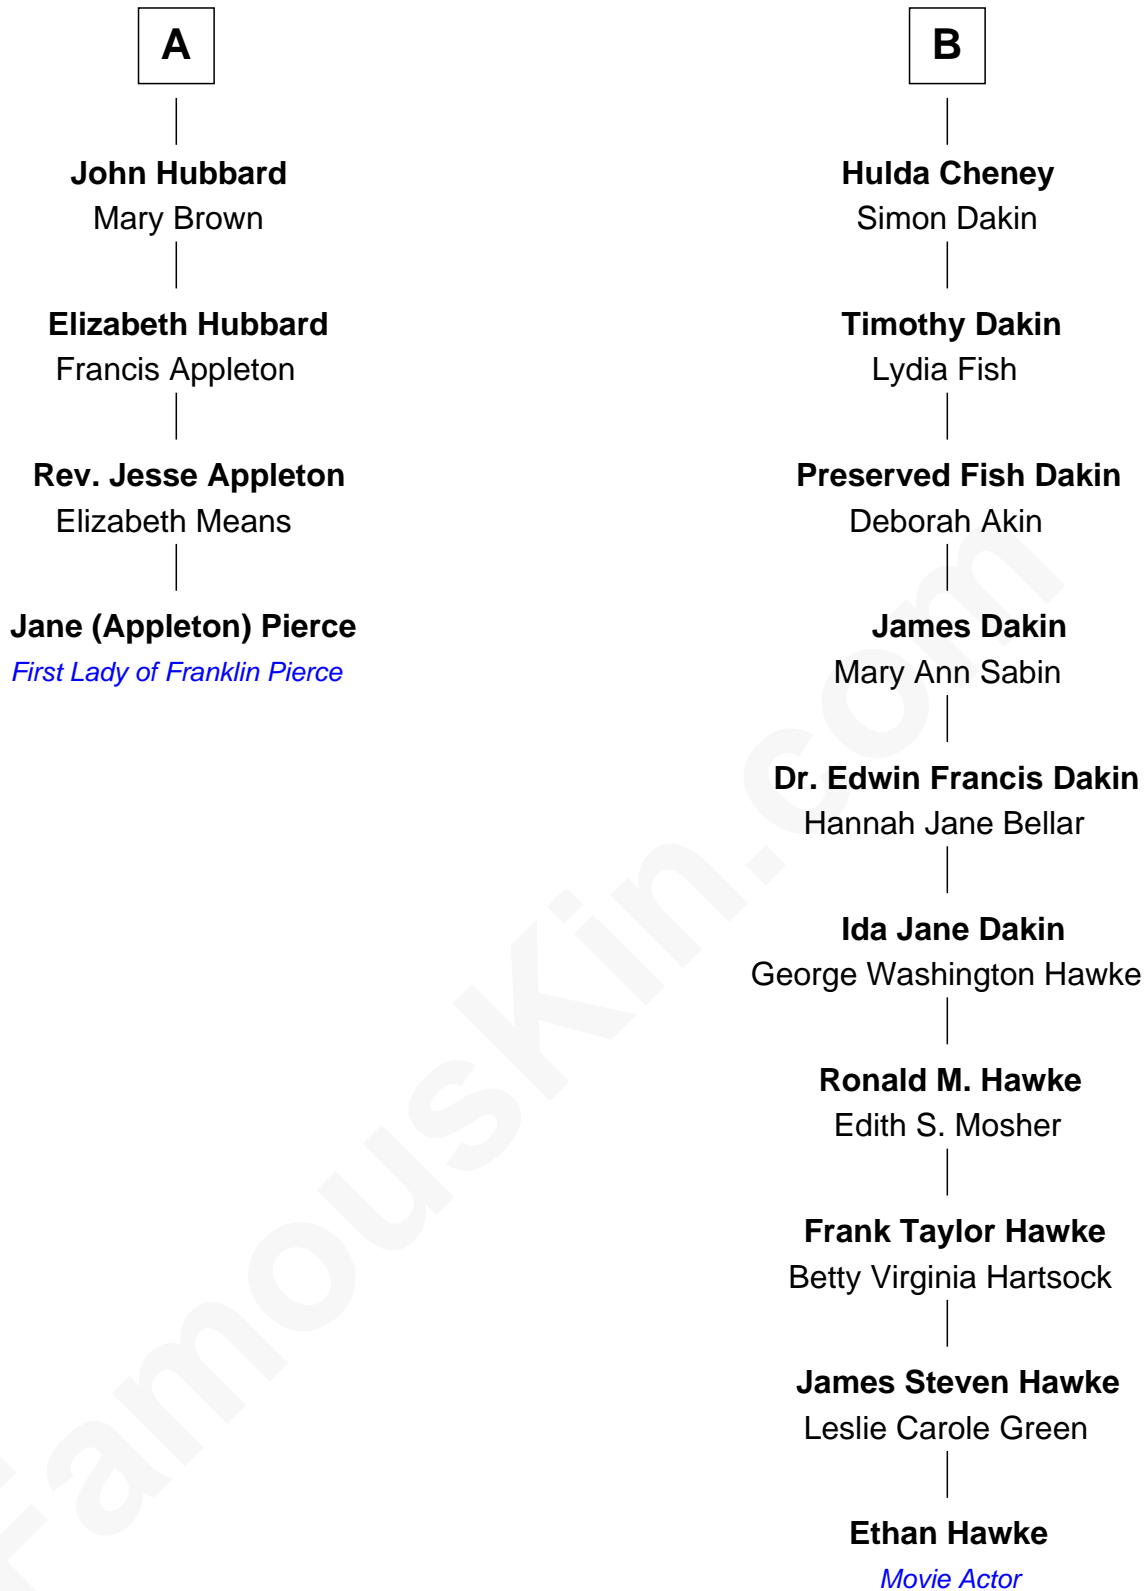 A
John Hubbard
Mary Brown
Elizabeth Hubbard
Francis Appleton
Rev. Jesse Appleton
Elizabeth Means
Jane (Appleton) Pierce
First Lady of Franklin Pierce
B
Hulda Cheney
Simon Dakin
Timothy Dakin
Lydia Fish
Preserved Fish Dakin
Deborah Akin
James Dakin
Mary Ann Sabin
Dr. Edwin Francis Dakin
Hannah Jane Bellar
Ida Jane Dakin
George Washington Hawke
Ronald M. Hawke
Edith S. Mosher
Frank Taylor Hawke
Betty Virginia Hartsock
James Steven Hawke
Leslie Carole Green
Ethan Hawke
Movie Actor
FamousKin.com